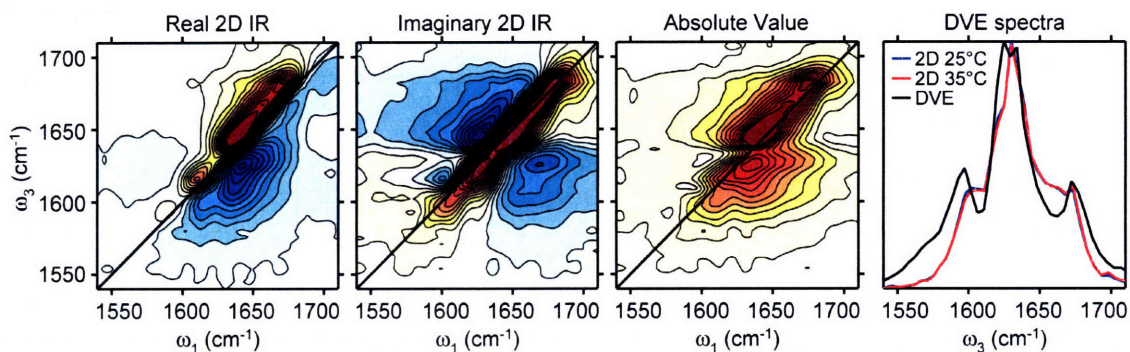 Real 2D IR Imaginary 2D IR Absolute Value DVE spectra
1700
1650
1600
1550
ω₃ (cm⁻¹)
2D 25°C
2D 35°C
DVE
1550 1600 1650 1700 1550 1600 1650 1700 1550 1600 1650 1700 1550 1600 1650 1700
ω₁ (cm⁻¹) ω₁ (cm⁻¹) ω₁ (cm⁻¹) ω₃ (cm⁻¹)